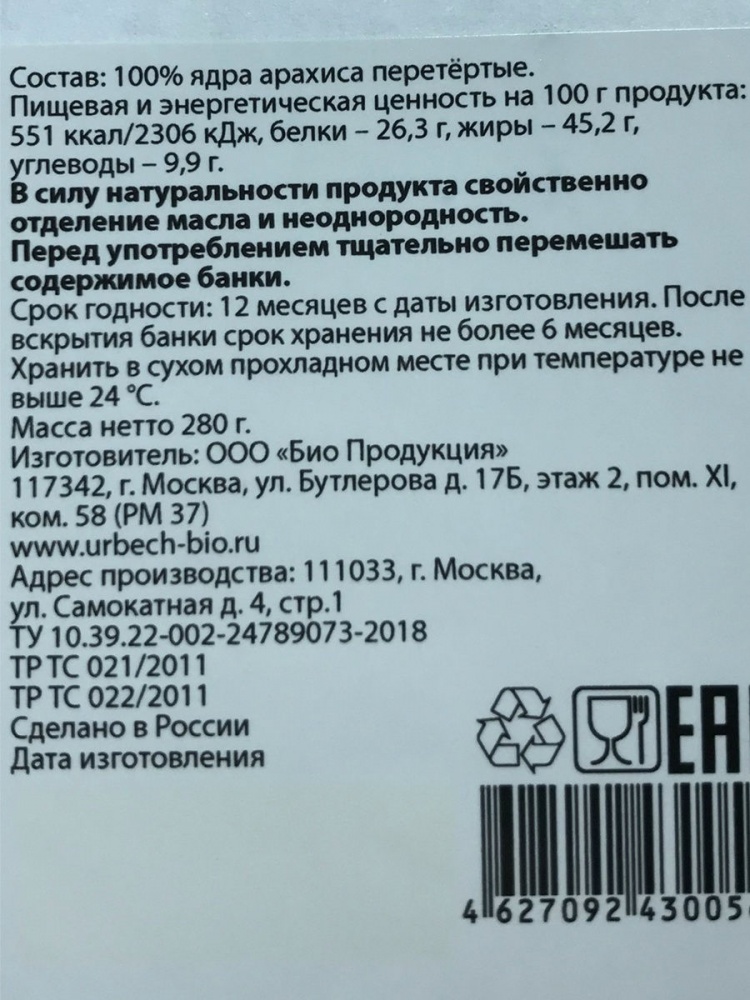 Состав: 100% ядра арахиса перетёртые.
Пищевая и энергетическая ценность на 100 г продукта:
551 ккал/2306 кДж, белки – 26,3 г, жиры – 45,2 г,
углеводы – 9,9 г.
В силу натуральности продукта свойственно
отделение масла и неоднородность.
Перед употреблением тщательно перемешать
содержимое банки.
Срок годности: 12 месяцев с даты изготовления. После
вскрытия банки срок хранения не более 6 месяцев.
Хранить в сухом прохладном месте при температуре не
выше 24 °С.
Масса нетто 280 г.
Изготовитель: ООО «Био Продукция»
117342, г. Москва, ул. Бутлерова д. 17Б, этаж 2, пом. XI,
ком. 58 (РМ 37)
www.urbech-bio.ru
Адрес производства: 111033, г. Москва,
ул. Самокатная д. 4, стр.1
ТУ 10.39.22-002-24789073-2018
ТР ТС 021/2011
ТР ТС 022/2011
Сделано в России
Дата изготовления
EAC
4 627092 43005